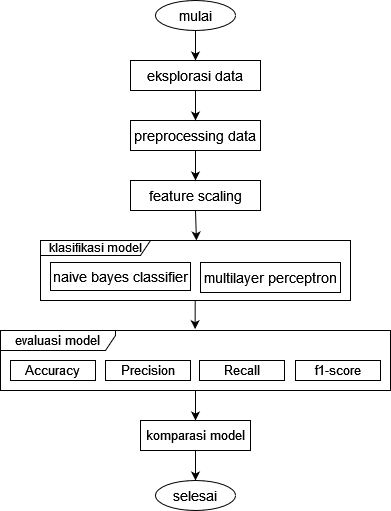 mulai
eksplorasi data
preprocessing data
feature scaling
klasifikasi model
naive bayes classifier
multilayer perceptron
evaluasi model
Accuracy
Precision
Recall
f1-score
komparasi model
selesai